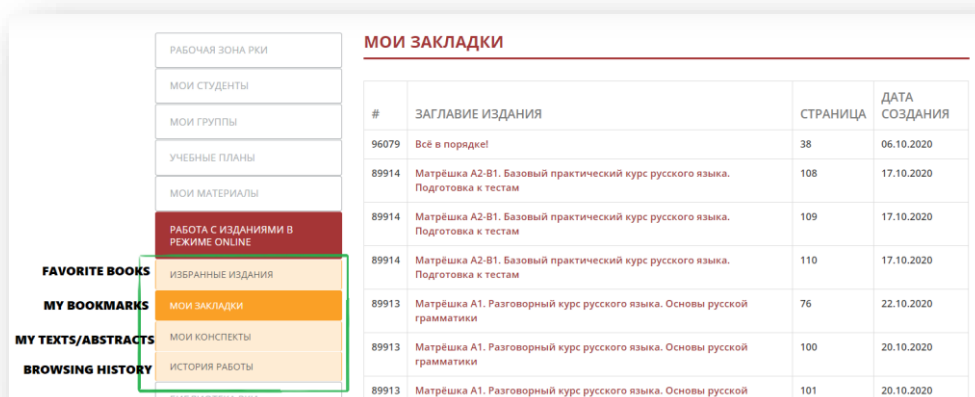 РАБОЧАЯ ЗОНА РКИ
МОИ СТУДЕНТЫ
МОИ ГРУППЫ
УЧЕБНЫЕ ПЛАНЫ
МОИ МАТЕРИАЛЫ
РАБОТА С ИЗДАНИЯМИ В
РЕЖИМЕ ONLINE
FAVORITE BOOKS ИЗБРАННЫЕ ИЗДАНИЯ
MY BOOKMARKS МОИ ЗАКЛАДКИ
MY TEXTS/ABSTRACTS МОИ КОНСПЕКТЫ
BROWSING HISTORY ИСТОРИЯ РАБОТЫ
МОИ ЗАКЛАДКИ
# ЗАГЛАВИЕ ИЗДАНИЯ СТРАНИЦА ДАТА
СОЗДАНИЯ
96079 Всё в порядке! 38 06.10.2020
89914 Матрёшка А2-В1. Базовый практический курс русского языка. 108 17.10.2020
Подготовка к тестам
89914 Матрёшка А2-В1. Базовый практический курс русского языка. 109 17.10.2020
Подготовка к тестам
89914 Матрёшка А2-В1. Базовый практический курс русского языка. 110 17.10.2020
Подготовка к тестам
89913 Матрёшка А1. Разговорный курс русского языка. Основы русской 76 22.10.2020
грамматики
89913 Матрёшка А1. Разговорный курс русского языка. Основы русской 100 20.10.2020
грамматики
89913 Матрёшка А1. Разговорный курс русского языка. Основы русской 101 20.10.2020